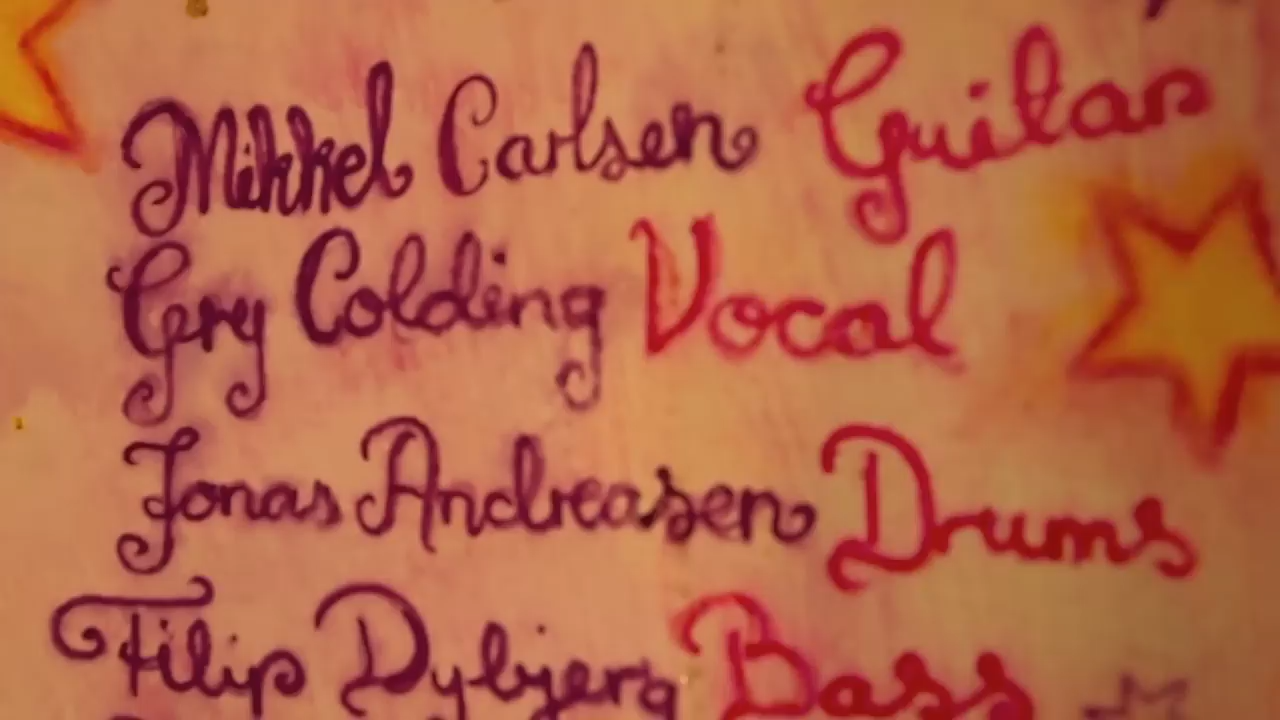 Mikkel Carlsen Guitar
Gry Colding Vocal
Jonas Andreasen Drums
Filip Dybjerg Bass